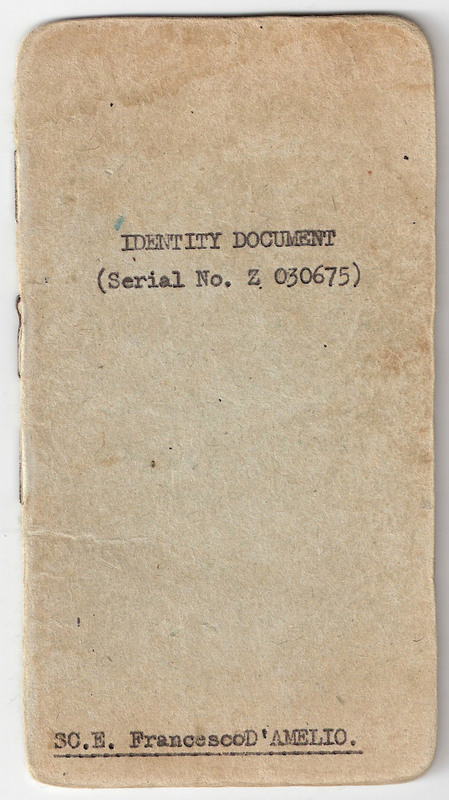 IDENTITY DOCUMENT
(Serial No. Z 030675)
SC.E. FrancescoD'AMELIO.